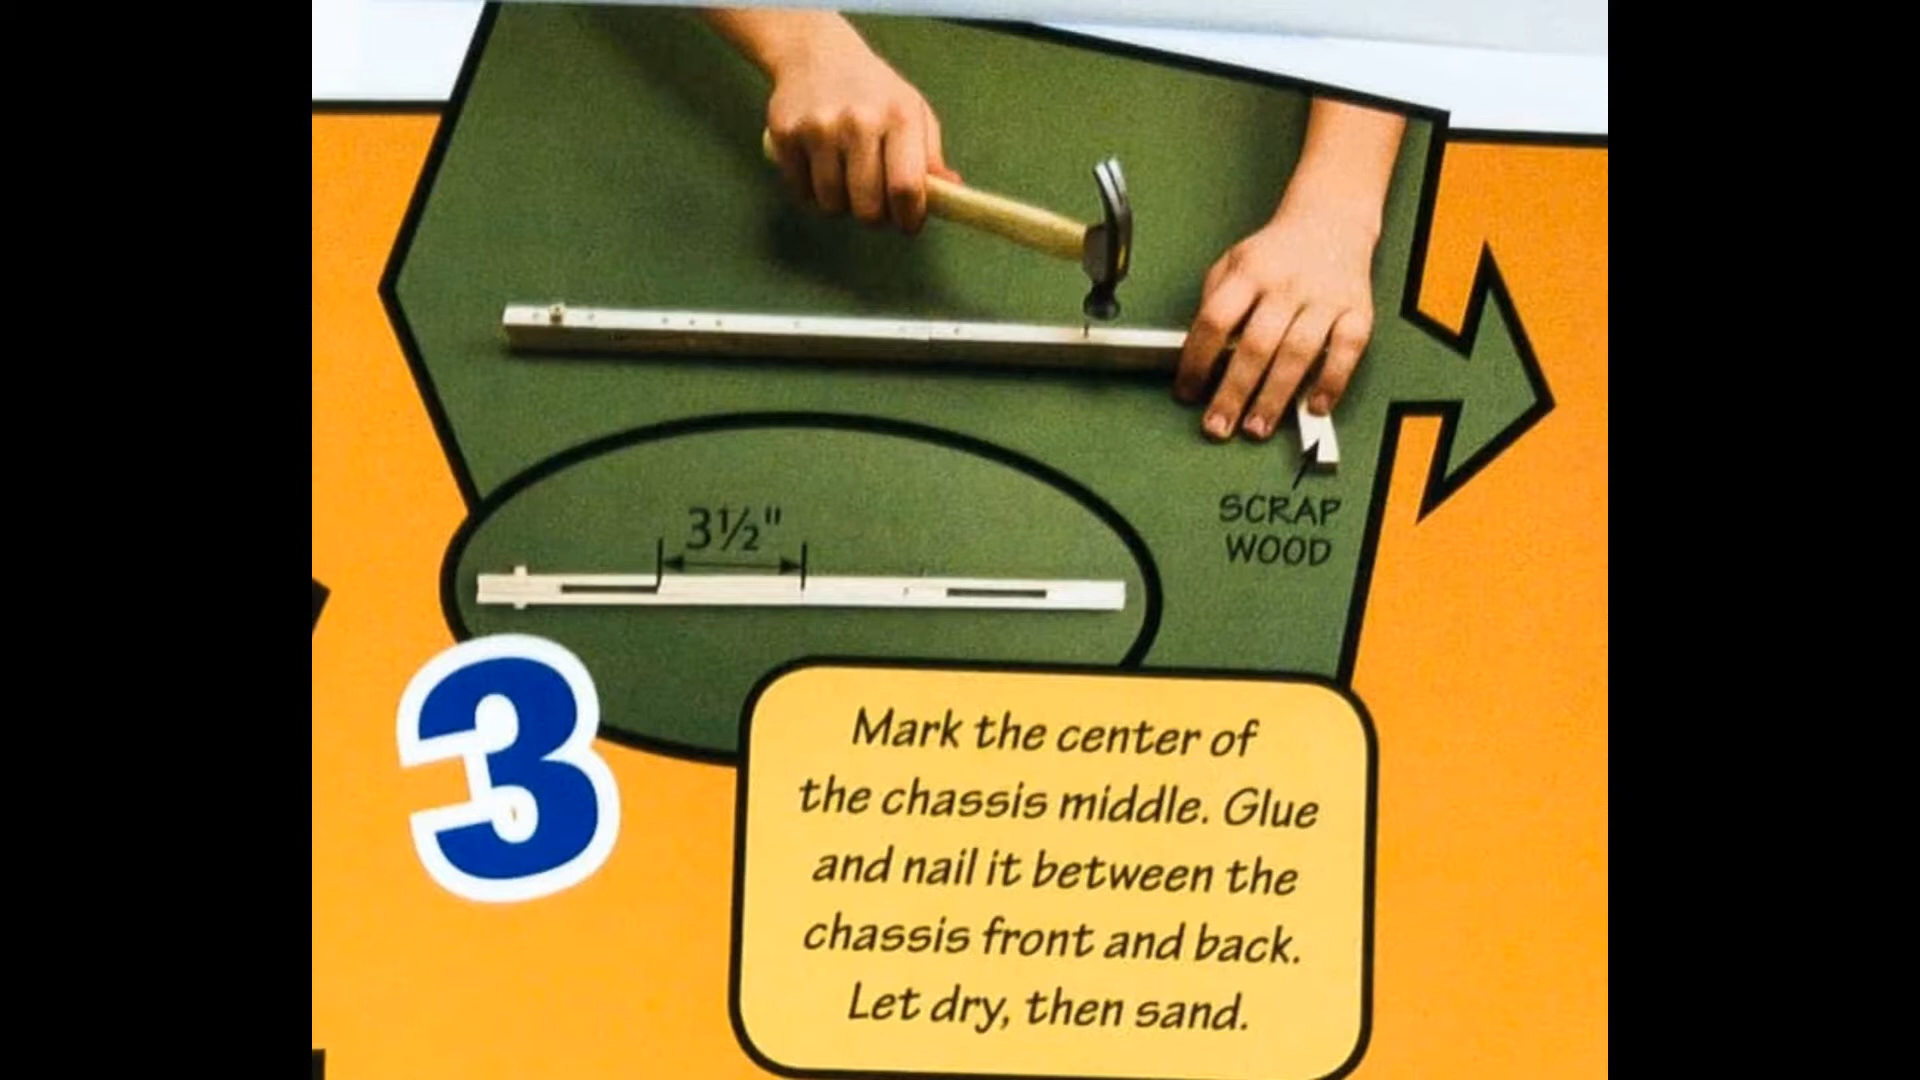 3½"
SCRAP
WOOD
3
Mark the center of
the chassis middle. Glue
and nail it between the
chassis front and back.
Let dry, then sand.